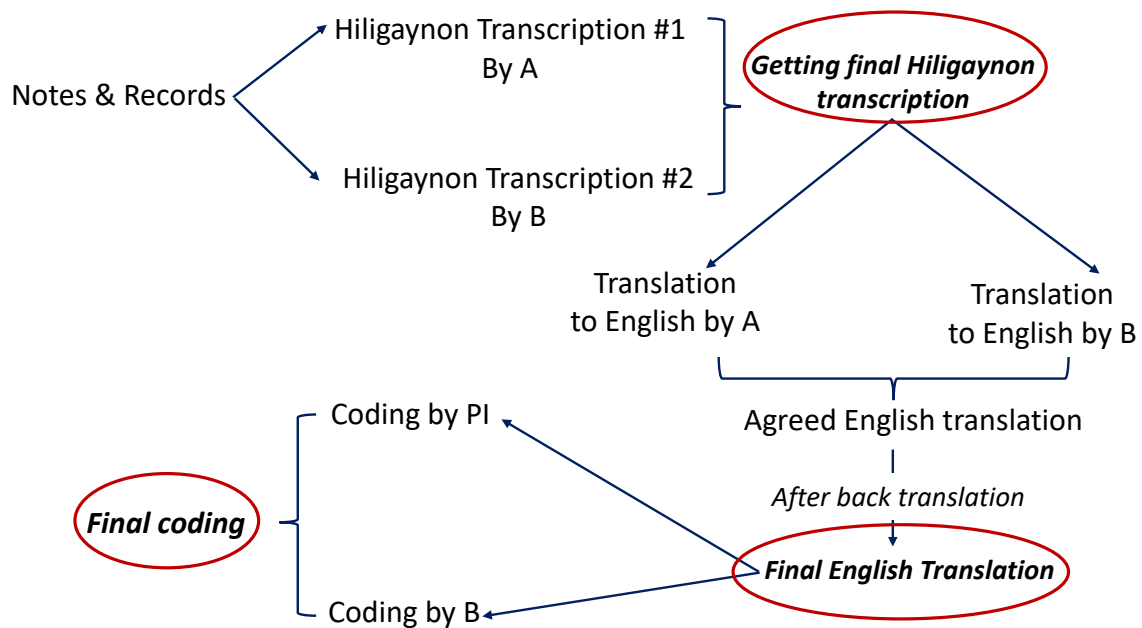 Notes & Records
Hiligaynon Transcription #1
By A
Hiligaynon Transcription #2
By B
Getting final Hiligaynon
transcription
Translation
to English by A
Translation
to English by B
Agreed English translation
After back translation
Final English Translation
Coding by PI
Coding by B
Final coding